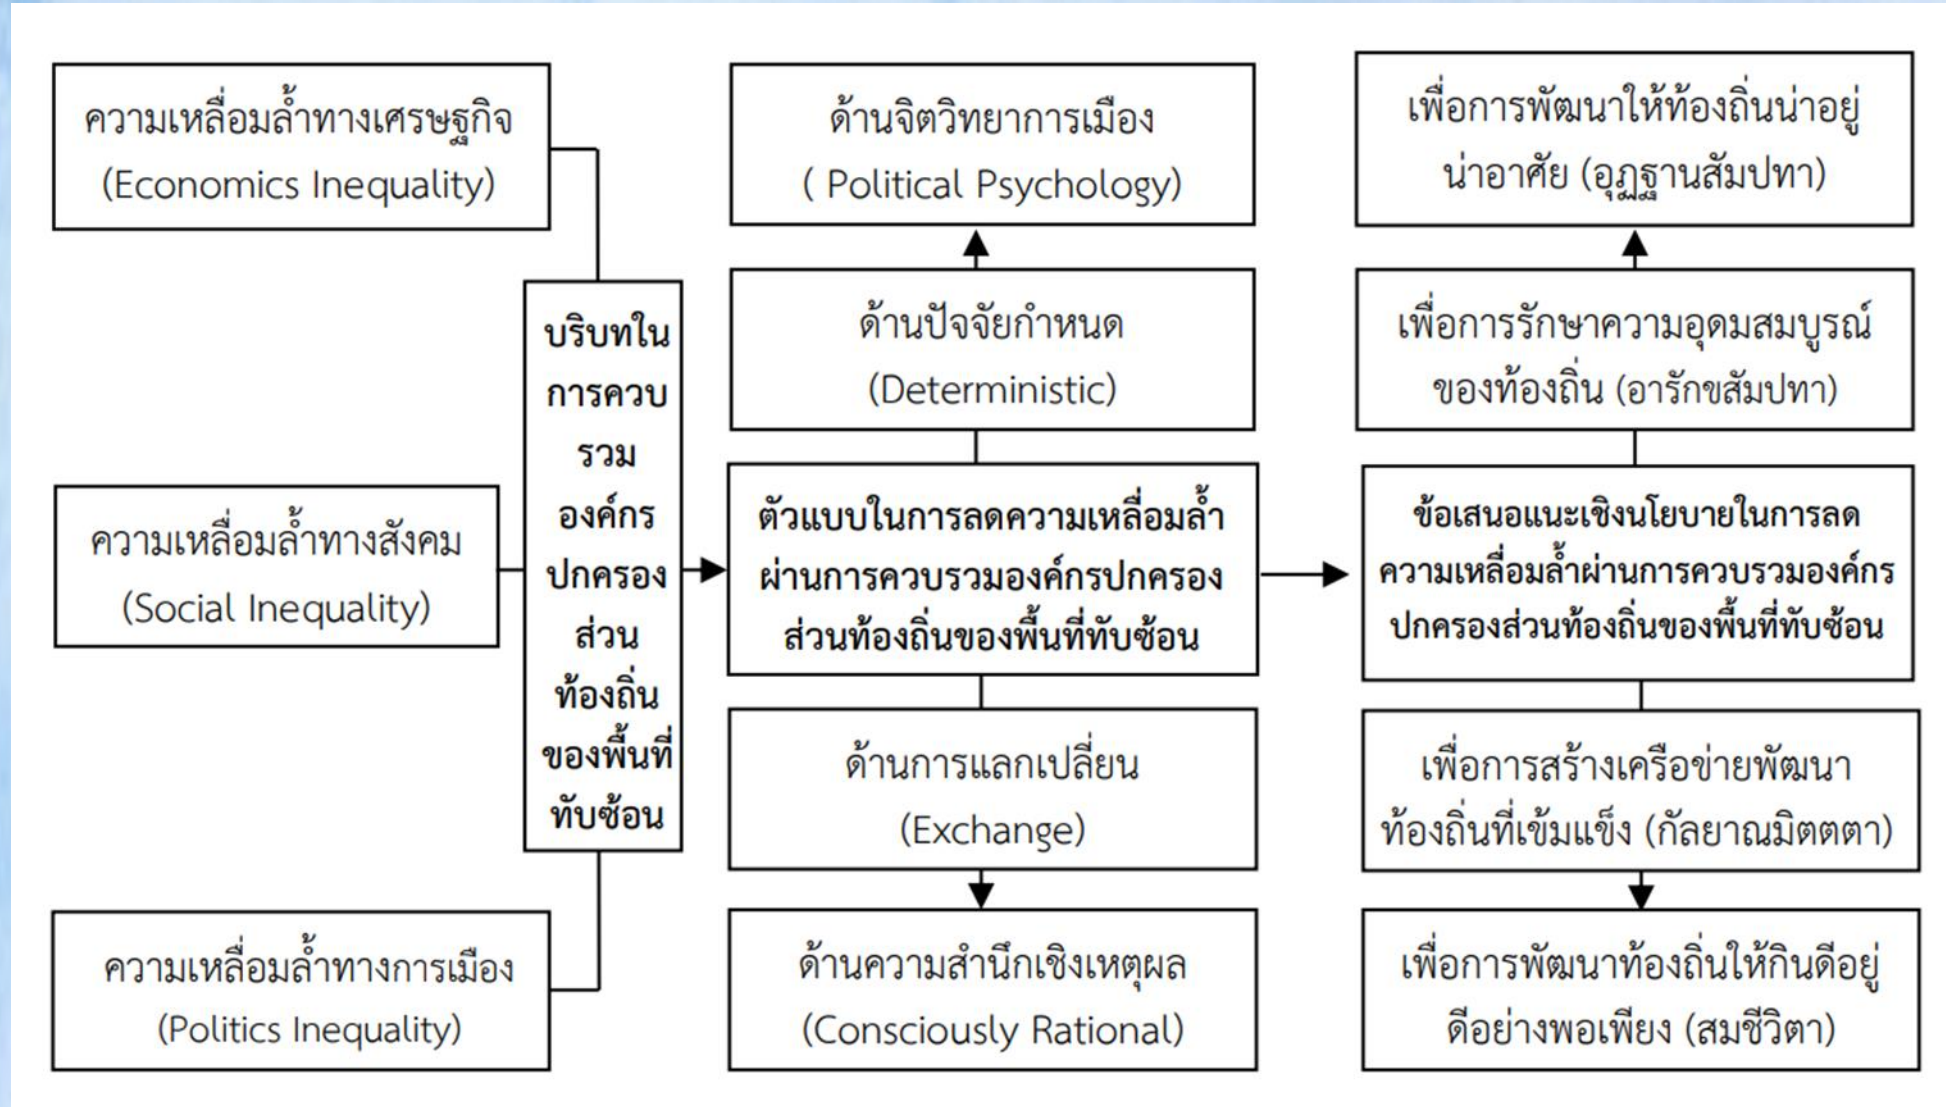 ความเหลื่อมล้ำทางเศรษฐกิจ
(Economics Inequality)
ความเหลื่อมล้ำทางสังคม
(Social Inequality)
ความเหลื่อมล้ำทางการเมือง
(Politics Inequality)
บริบทใน
การควบ
รวม
องค์กร
ปกครอง
ส่วน
ท้องถิ่น
ของพื้นที่
ทับซ้อน
ด้านจิตวิทยาการเมือง
( Political Psychology)
ด้านปัจจัยกำหนด
(Deterministic)
ตัวแบบในการลดความเหลื่อมล้ำ
ผ่านการควบรวมองค์กรปกครอง
ส่วนท้องถิ่นของพื้นที่ทับซ้อน
ด้านการแลกเปลี่ยน
(Exchange)
ด้านความสำนึกเชิงเหตุผล
(Consciously Rational)
เพื่อการพัฒนาให้ท้องถิ่นน่าอยู่
น่าอาศัย (อุฏฐานสัมปทา)
เพื่อการรักษาความอุดมสมบูรณ์
ของท้องถิ่น (อารักขสัมปทา)
ข้อเสนอแนะเชิงนโยบายในการลด
ความเหลื่อมล้ำผ่านการควบรวมองค์กร
ปกครองส่วนท้องถิ่นของพื้นที่ทับซ้อน
เพื่อการสร้างเครือข่ายพัฒนา
ท้องถิ่นที่เข้มแข็ง (กัลยาณมิตตตา)
เพื่อการพัฒนาท้องถิ่นให้กินดีอยู่
ดีอย่างพอเพียง (สมชีวิตา)